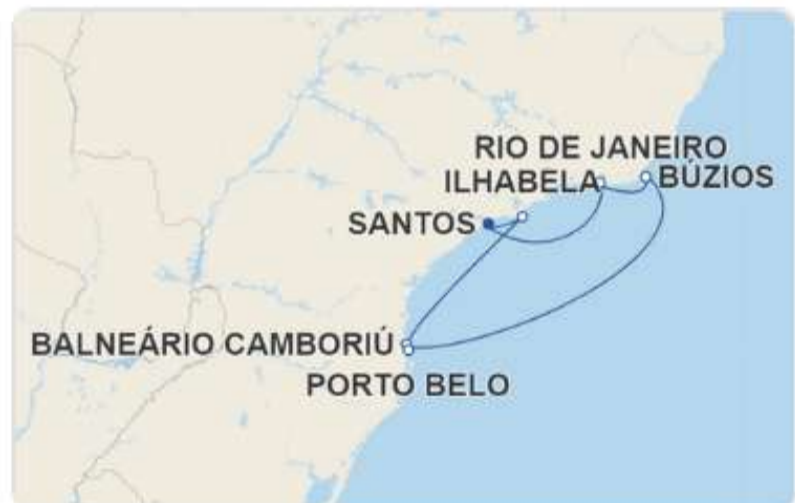 RIO DE JANEIRO
ILHABELA
BÚZIOS
SANTOS
BALNEÁRIO CAMBORIÚ
PORTO BELO